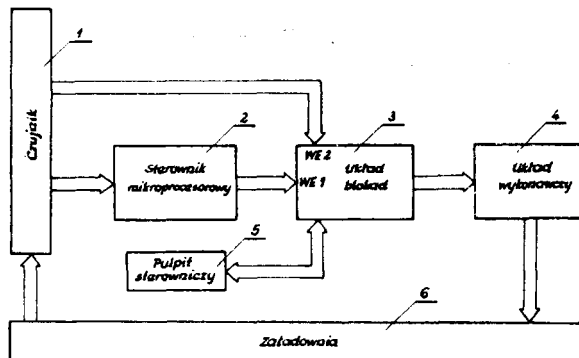 1
2
3
4
Czujnik
Sterownik
mikroprocesorowy
WE 2
WE 1
Układ
blokad
Układ
wykonawczy
5
Pulpit
sterowniczy
6
Załadownia